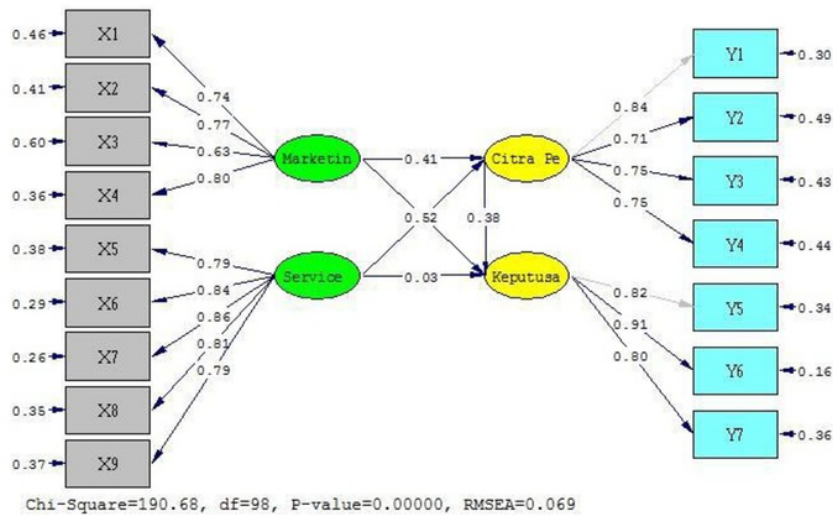 0.46 X1
0.41 X2
0.60 X3
0.36 X4
0.38 X5
0.29 X6
0.26 X7
0.35 X8
0.37 X9
0.74
0.77
0.63
0.80
0.79
0.84
0.86
0.81
0.79
Marketin
Service
0.41
0.52
0.38
0.03
Citra Pe
Keputusa
0.84
0.71
0.75
0.75
0.82
0.91
0.80
Y1 0.30
Y2 0.49
Y3 0.43
Y4 0.44
Y5 0.34
Y6 0.16
Y7 0.36
Chi-Square=190.68, df=98, P-value=0.00000, RMSEA=0.069